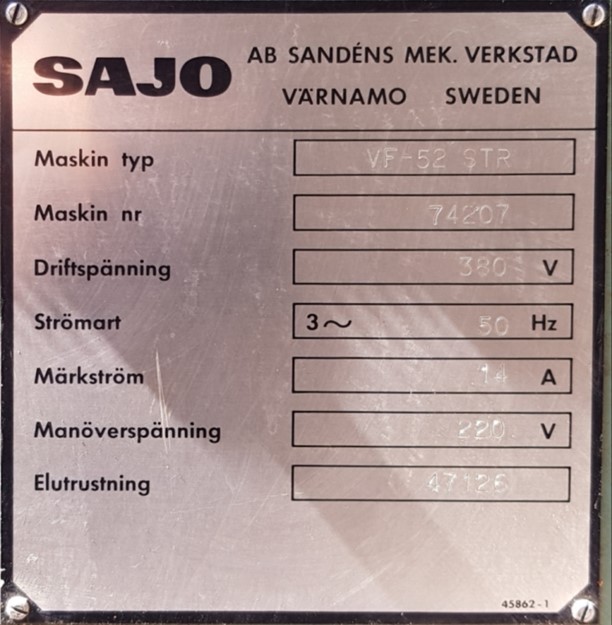 SAJO AB SANDÉNS MEK. VERKSTAD
VÄRNAMO SWEDEN
Maskin typ VF-52 STR
Maskin nr 74207
Driftspänning 380 V
Strömart 3~ 50 Hz
Märkström 14 A
Manöverspänning 220 V
Elutrustning 47126
45862-1